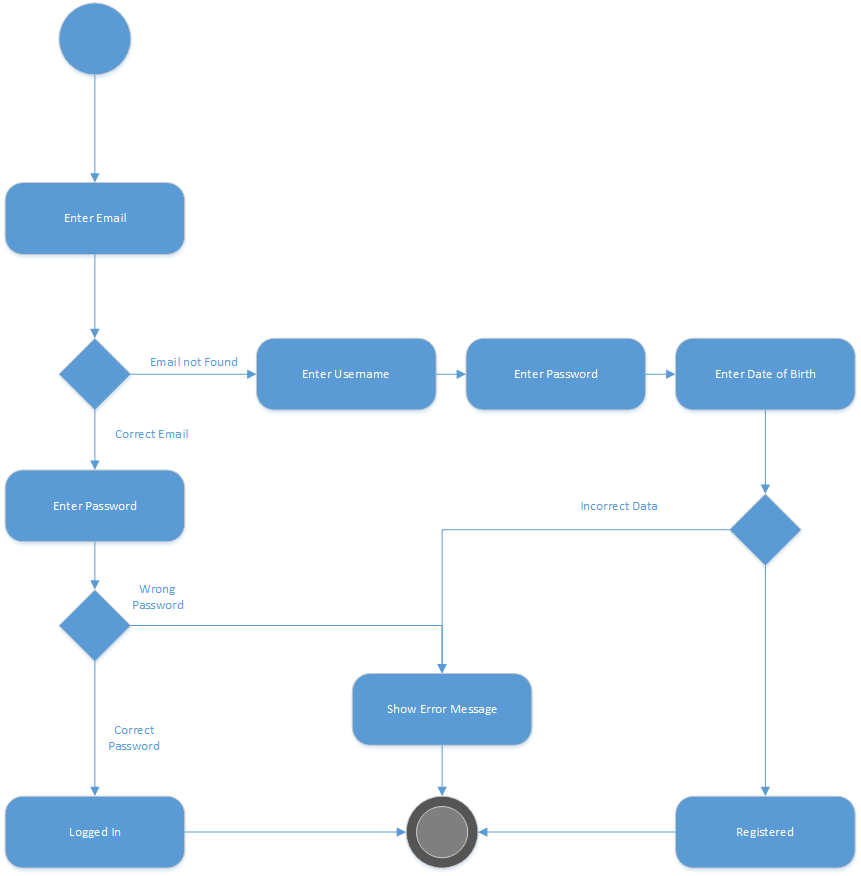 Enter Email
Email not Found
Enter Username
Enter Password
Enter Date of Birth
Correct Email
Enter Password
Incorrect Data
Wrong
Password
Show Error Message
Correct
Password
Logged In
Registered